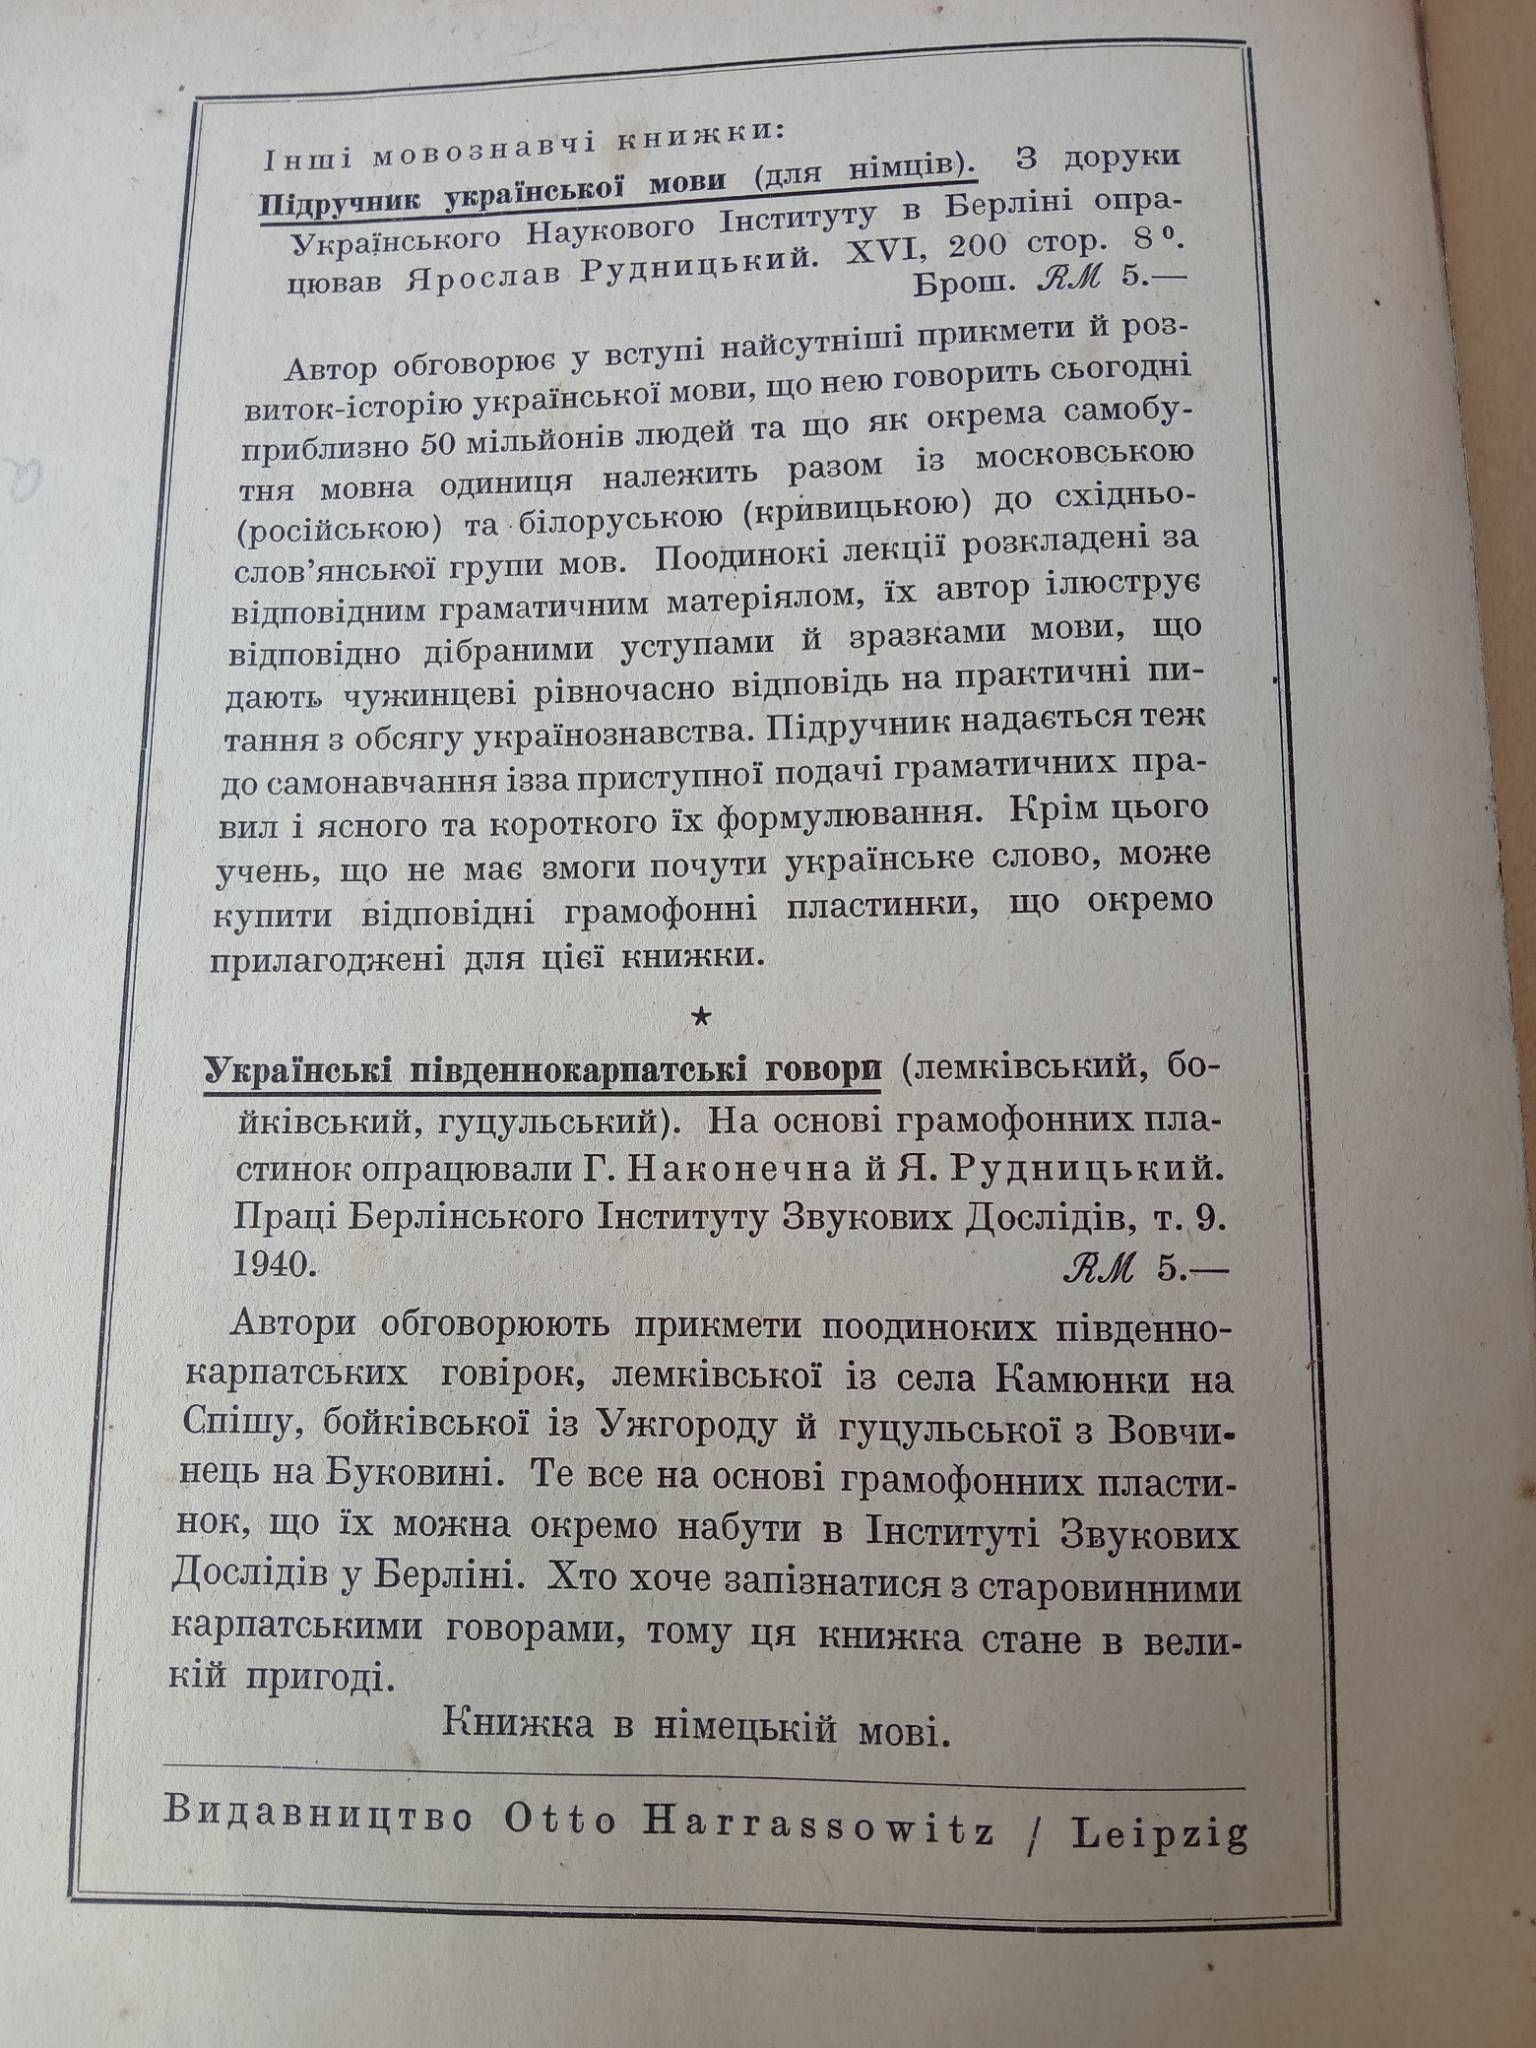 Інші мовознавчі книжки:
Підручник української мови (для німців). З доруки
Українського Наукового Інституту в Берліні опра-
цював Ярослав Рудницький. XVI, 200 стор. 8⁰.
Брош. RM 5.—
Автор обговорює у вступі найсутніші прикмети й роз-
виток-історію української мови, що нею говорить сьогодні
приблизно 50 мільйонів людей та що як окрема самобу-
тня мовна одиниця належить разом із московською
(російською) та білоруською (кривицькою) до східньо-
слов’янської групи мов. Поодинокі лекції розкладені за
відповідним граматичним матеріялом, їх автор ілюструє
відповідно дібраними уступами й зразками мови, що
дають чужинцеві рівночасно відповідь на практичні пи-
тання з обсягу українознавства. Підручник надається теж
до самонавчання ізза приступної подачі граматичних пра-
вил і ясного та короткого їх формулювання. Крім цього
учень, що не має змоги почути українське слово, може
купити відповідні грамофонні пластинки, що окремо
прилагоджені для цієї книжки.
*
Українські південнокарпатські говори (лемківський, бо-
йківський, гуцульський). На основі грамофонних пла-
стинок опрацювали Г. Наконечна й Я. Рудницький.
Праці Берлінського Інституту Звукових Дослідів, т. 9.
1940. RM 5.—
Автори обговорюють прикмети поодиноких південно-
карпатських говірок, лемківської із села Камюнки на
Спішу, бойківської із Ужгороду й гуцульської з Вовчи-
нець на Буковині. Те все на основі грамофонних пласти-
нок, що їх можна окремо набути в Інституті Звукових
Дослідів у Берліні. Хто хоче запізнатися з старовинними
карпатськими говорами, тому ця книжка стане в вели-
кій пригоді.
Книжка в німецькій мові.
Видавництво Otto Harrassowitz / Leipzig